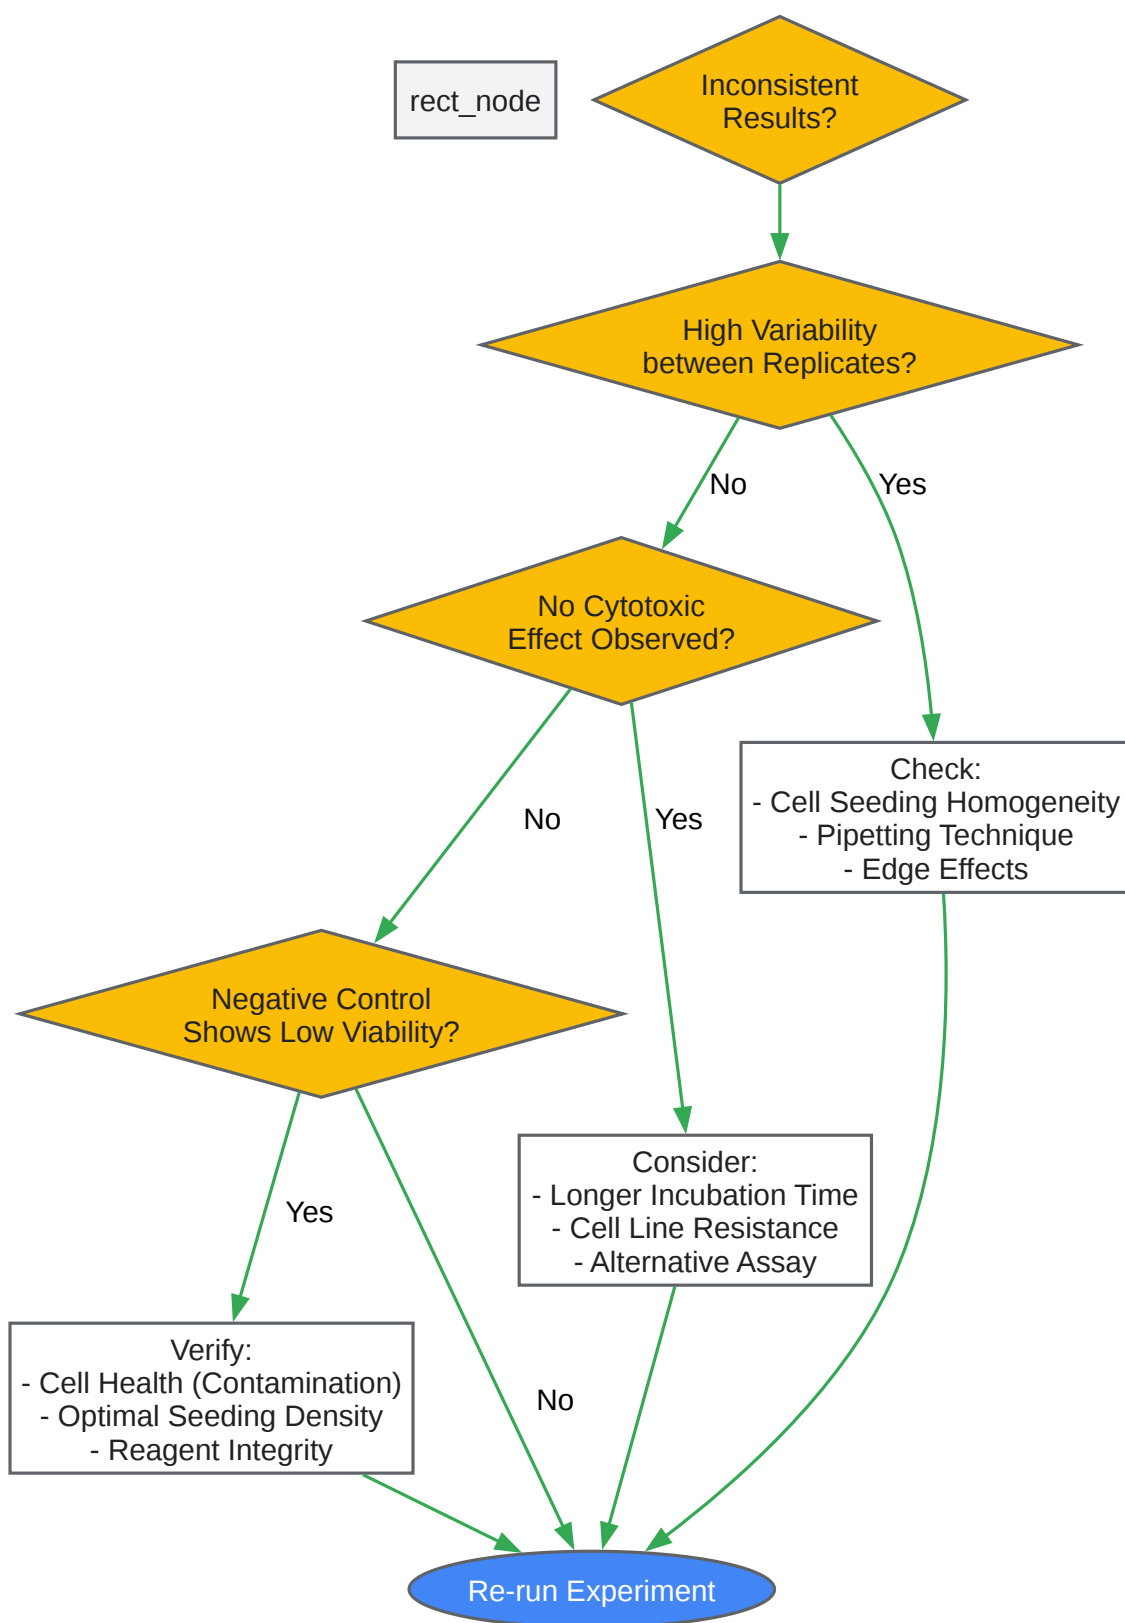 rect_node
Inconsistent
Results?
High Variability
between Replicates?
No
Yes
No Cytotoxic
Effect Observed?
No
Yes
Check:
- Cell Seeding Homogeneity
- Pipetting Technique
- Edge Effects
Negative Control
Shows Low Viability?
Yes
No
Consider:
- Longer Incubation Time
- Cell Line Resistance
- Alternative Assay
Verify:
- Cell Health (Contamination)
- Optimal Seeding Density
- Reagent Integrity
Re-run Experiment